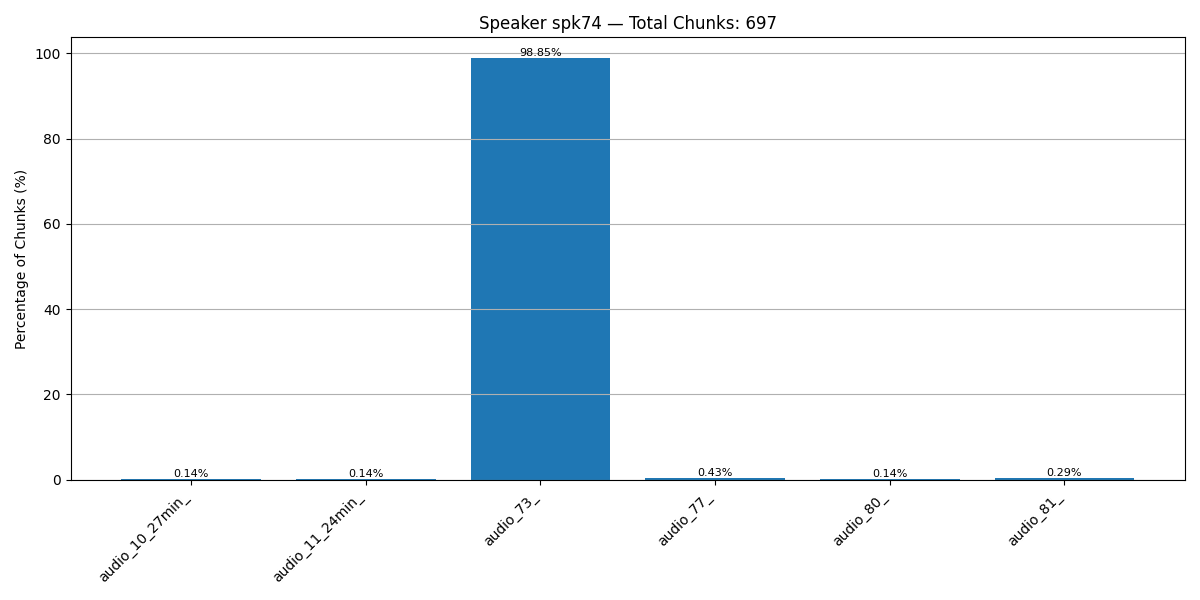 Speaker spk74 — Total Chunks: 697
Percentage of Chunks (%)
100
80
60
40
20
0
0.14%
0.14%
98.85%
0.43%
0.14%
0.29%
audio_10_27min_
audio_11_24min_
audio_73_
audio_77_
audio_80_
audio_81_